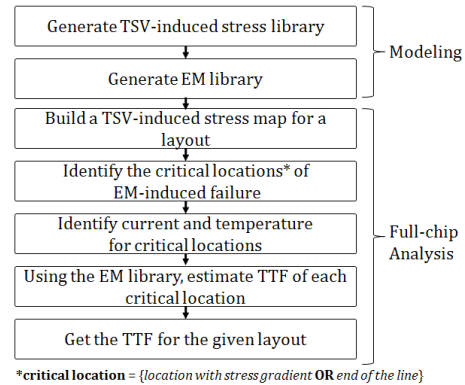 Generate TSV-induced stress library
Generate EM library
Modeling
Build a TSV-induced stress map for a
layout
Identify the critical locations* of
EM-induced failure
Identify current and temperature
for critical locations
Using the EM library, estimate TTF of each
critical location
Get the TTF for the given layout
Full-chip
Analysis
*critical location = {location with stress gradient OR end of the line}